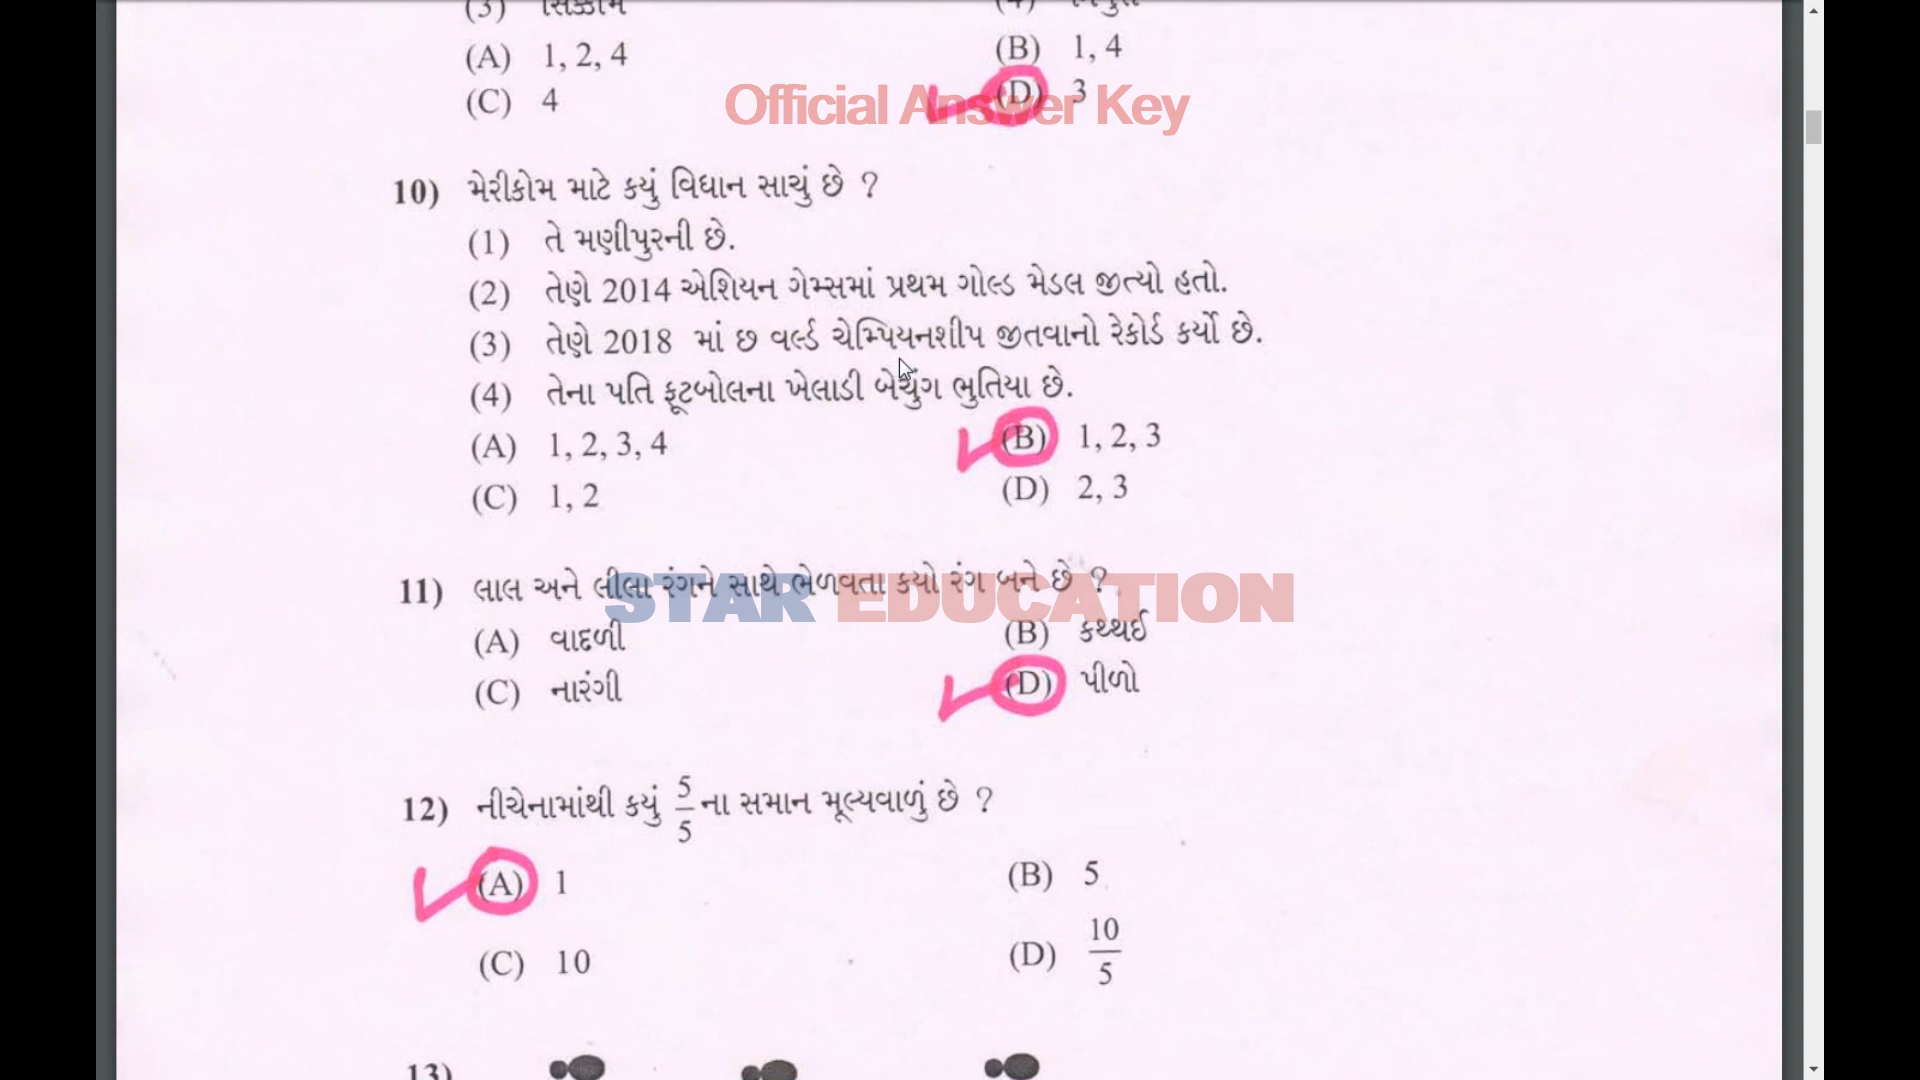 (3) સિક્કીમ
(A) 1, 2, 4 (B) 1, 4
(C) 4 (D) 3
Official Answer Key
10) મેરીકોમ માટે કયું વિધાન સાચું છે ?
(1) તે મણીપુરની છે.
(2) તેણે 2014 એશિયન ગેમ્સમાં પ્રથમ ગોલ્ડ મેડલ જીત્યો હતો.
(3) તેણે 2018 માં છ વર્લ્ડ ચેમ્પિયનશીપ જીતવાનો રેકોર્ડ કર્યો છે.
(4) તેના પતિ ફૂટબોલના ખેલાડી બેચુંગ ભુતિયા છે.
(A) 1, 2, 3, 4 (B) 1, 2, 3
(C) 1, 2 (D) 2, 3
11) લાલ અને લીલા રંગને સાથે ભેળવતા કયો રંગ બને છે ?
STAR EDUCATION
(A) વાદળી (B) કથ્થઈ
(C) નારંગી (D) પીળો
12) નીચેનામાંથી કયું 5/5 ના સમાન મૂલ્યવાળું છે ?
(A) 1 (B) 5
(C) 10 (D) 10/5
13)